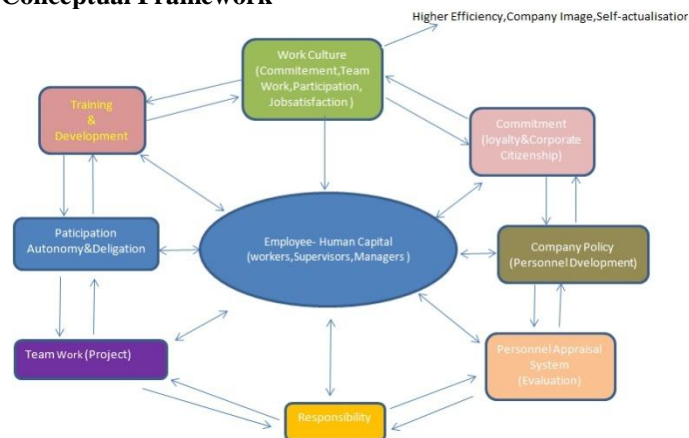 Conceptual Framework
Higher Efficiency,Company Image,Self-actualisation
Work Culture
(Commitement,Team
Work,Participation,
Jobsatisfaction )
Training
&
Development
Commitment
(loyalty&Corporate
Citizenship)
Paticipation
Autonomy&Deligation
Employee- Human Capital
(workers,Supervisors,Managers )
Company Policy
(Personnel Dvelopment)
Team Work (Project)
Personnel Appraisal
System
(Evaluation)
Responsibility